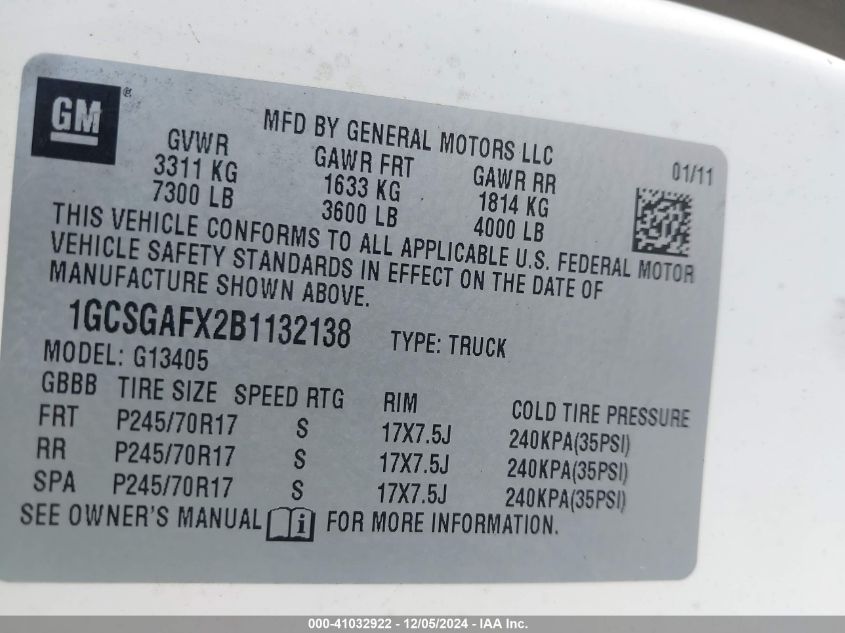 GM ®
MFD BY GENERAL MOTORS LLC
01/11
GVWR GAWR FRT GAWR RR
3311 KG 1633 KG 1814 KG
7300 LB 3600 LB 4000 LB
THIS VEHICLE CONFORMS TO ALL APPLICABLE U.S. FEDERAL MOTOR
VEHICLE SAFETY STANDARDS IN EFFECT ON THE DATE OF
MANUFACTURE SHOWN ABOVE.
1GCSGAFX2B1132138 TYPE: TRUCK
MODEL: G13405
GBBB TIRE SIZE SPEED RTG RIM COLD TIRE PRESSURE
FRT P245/70R17 S 17X7.5J 240KPA(35PSI)
RR P245/70R17 S 17X7.5J 240KPA(35PSI)
SPA P245/70R17 S 17X7.5J 240KPA(35PSI)
SEE OWNER'S MANUAL i FOR MORE INFORMATION.
000-41032922 - 12/05/2024 - IAA Inc.